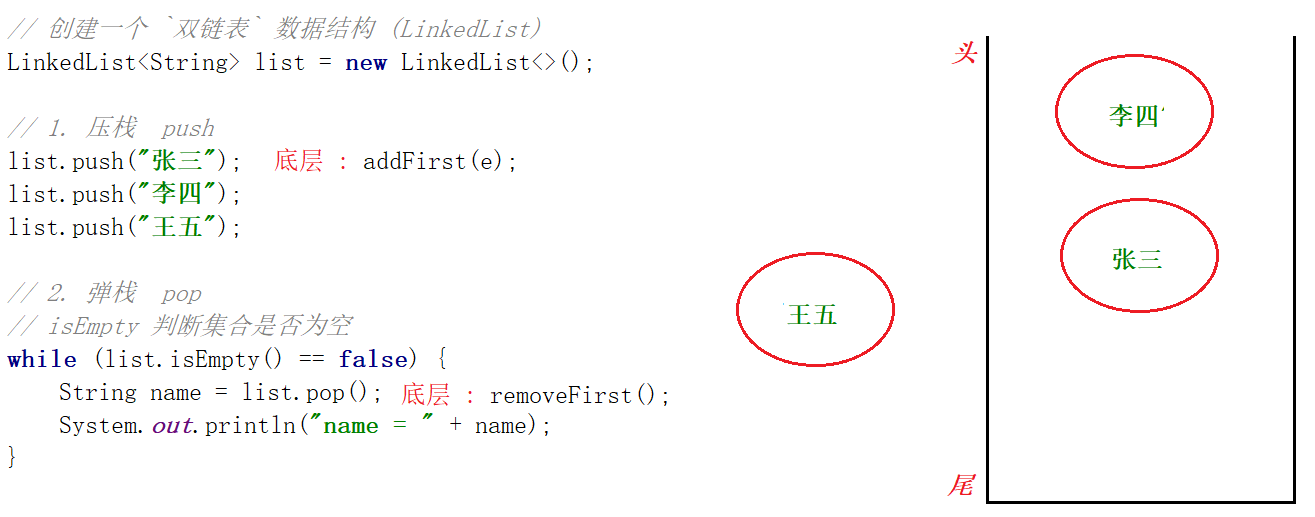 // 创建一个 `双链表` 数据结构 (LinkedList)
LinkedList<String> list = new LinkedList<>();
// 1. 压栈  push
list.push("张三");  底层 : addFirst(e);
list.push("李四");
list.push("王五");
// 2. 弹栈  pop
// isEmpty 判断集合是否为空
while (list.isEmpty() == false) {
    String name = list.pop(); 底层 : removeFirst();
    System.out.println("name = " + name);
}
王五
头
李四
张三
尾